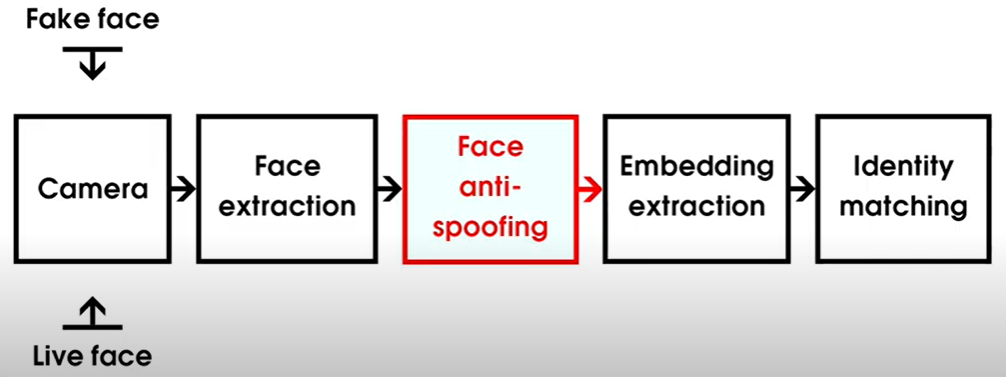 Fake face
Camera
Face
extraction
Face
anti-
spoofing
Embedding
extraction
Identity
matching
Live face